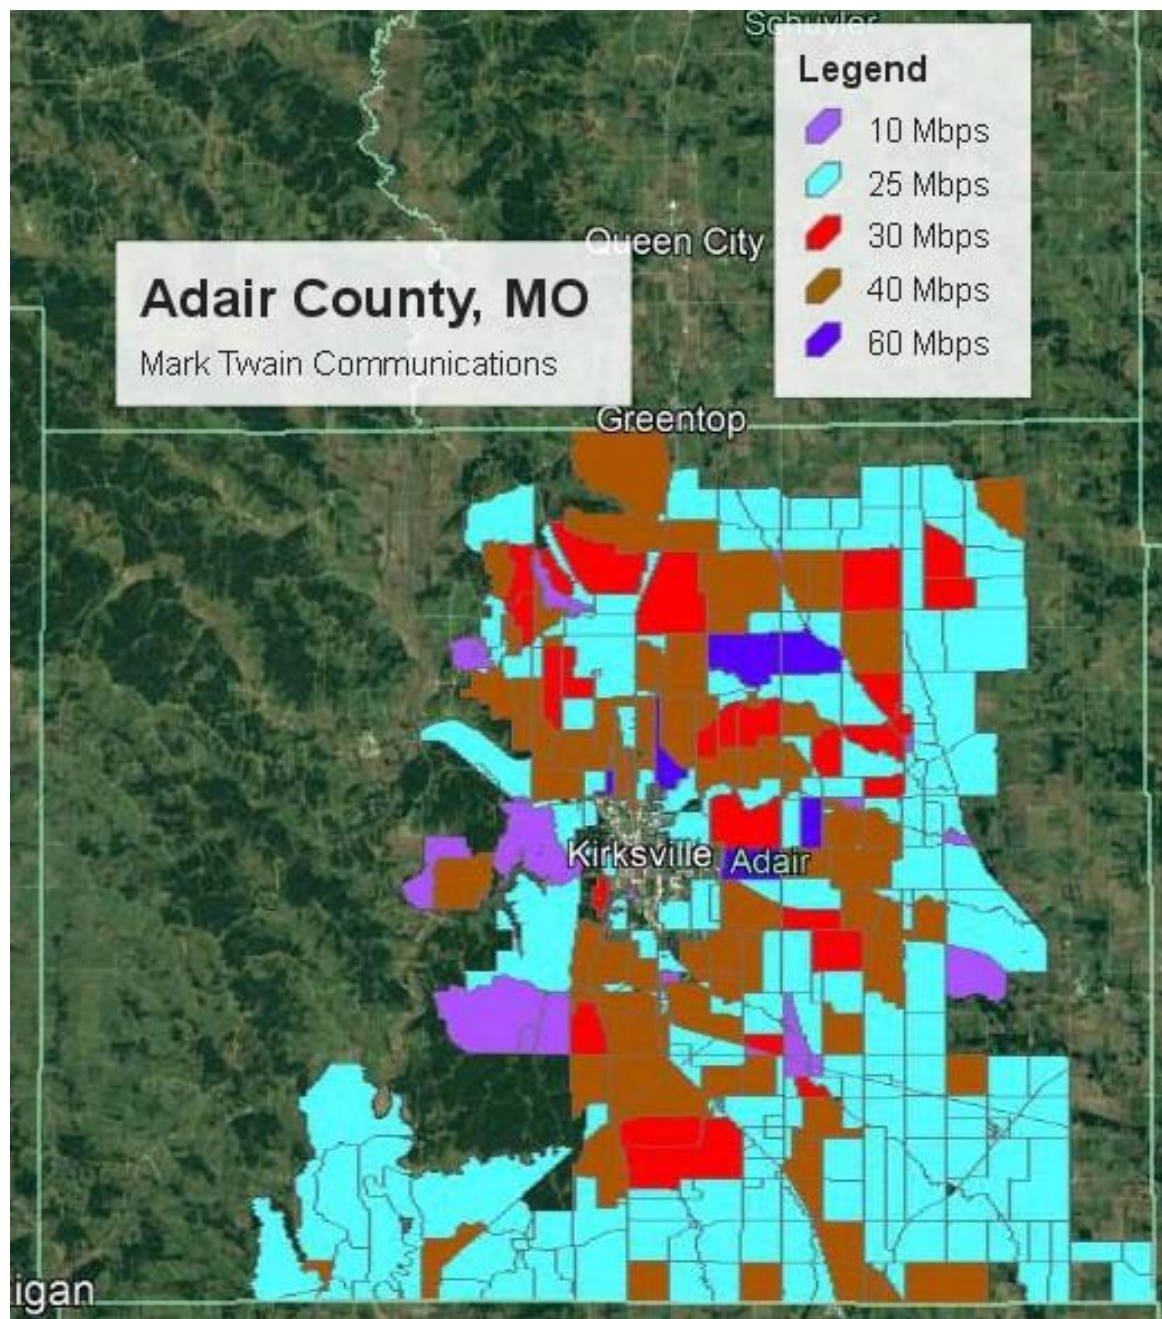 Schuyler
Legend
10 Mbps
25 Mbps
30 Mbps
40 Mbps
60 Mbps
Queen City
Adair County, MO
Mark Twain Communications
Greentop
Kirksville
Adair
igan